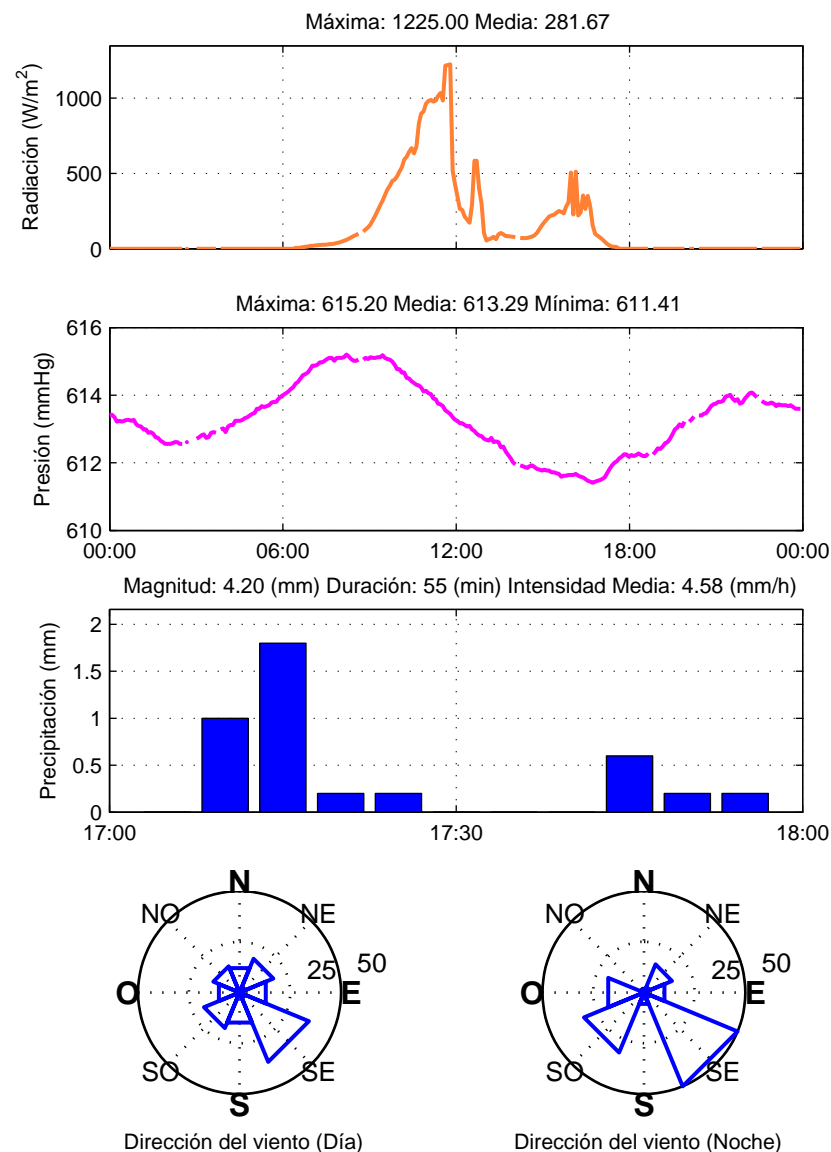 Máxima: 1225.00 Media: 281.67
Radiación (W/m²)
1000
500
0
Máxima: 615.20 Media: 613.29 Mínima: 611.41
Presión (mmHg)
616
614
612
610
00:00 06:00 12:00 18:00 00:00
Magnitud: 4.20 (mm) Duración: 55 (min) Intensidad Media: 4.58 (mm/h)
Precipitación (mm)
2
1.5
1
0.5
0
17:00 17:30 18:00
N
NO NE
25 50
O E
SO SE
S
Dirección del viento (Día)
N
NO NE
25 50
O E
SO SE
S
Dirección del viento (Noche)